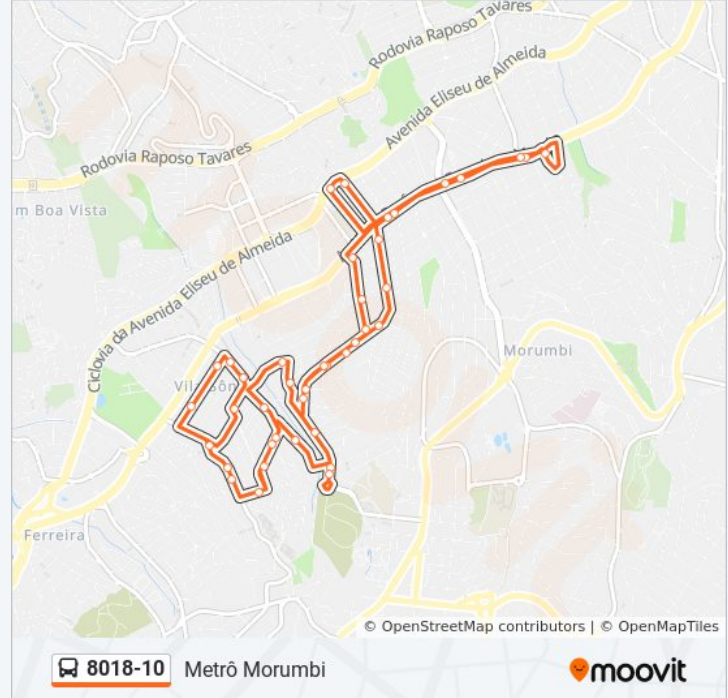 Rodovia Raposo Tavares
Avenida Eliseu de Almeida
Rodovia Raposo Tavares
m Boa Vista
Ciclovia da Avenida Eliseu de Almeida
Morumbi
Ferreira
© OpenStreetMap contributors | © OpenMapTiles
8018-10 Metrô Morumbi
moovit